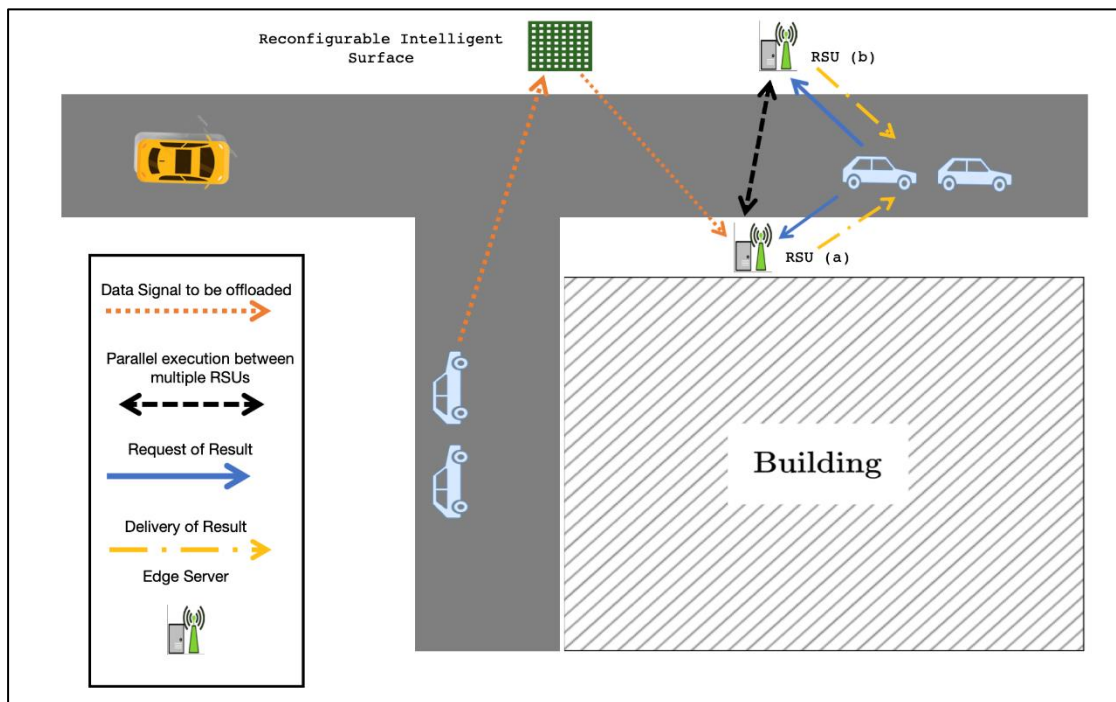 Reconfigurable Intelligent
Surface
RSU (b)
RSU (a)
Data Signal to be offloaded
Parallel execution between
multiple RSUs
Request of Result
Delivery of Result
Edge Server
Building